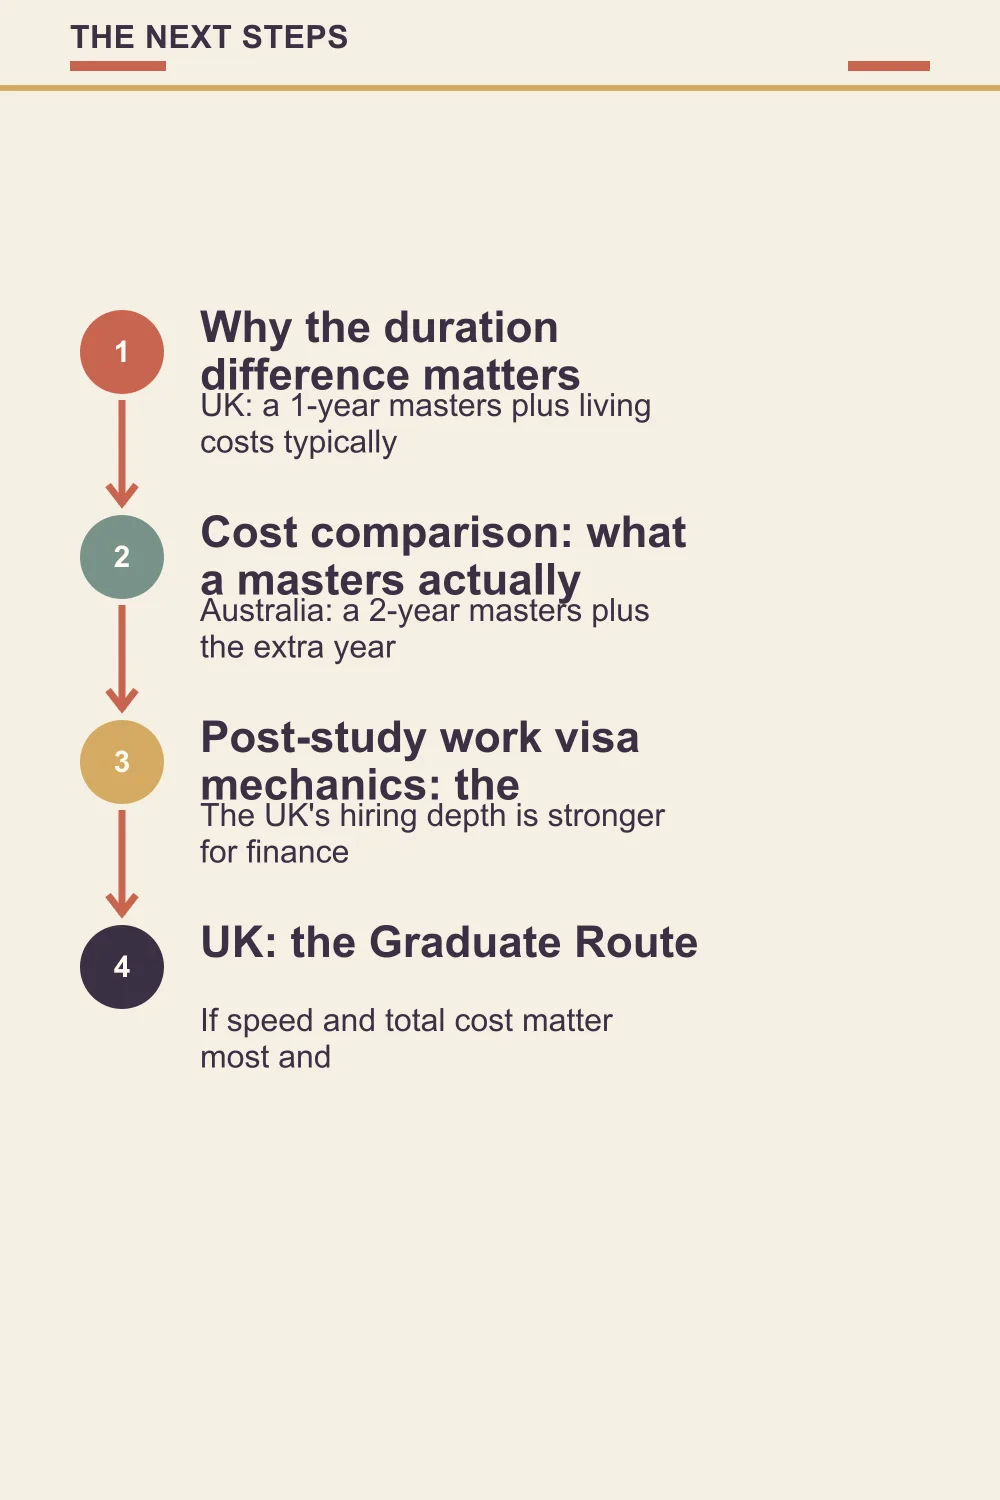 THE NEXT STEPS
1
Why the duration
difference matters
UK: a 1-year masters plus living
costs typically
2
Cost comparison: what
a masters actually
Australia: a 2-year masters plus
the extra year
3
Post-study work visa
mechanics: the
The UK's hiring depth is stronger
for finance
4
UK: the Graduate Route
If speed and total cost matter
most and